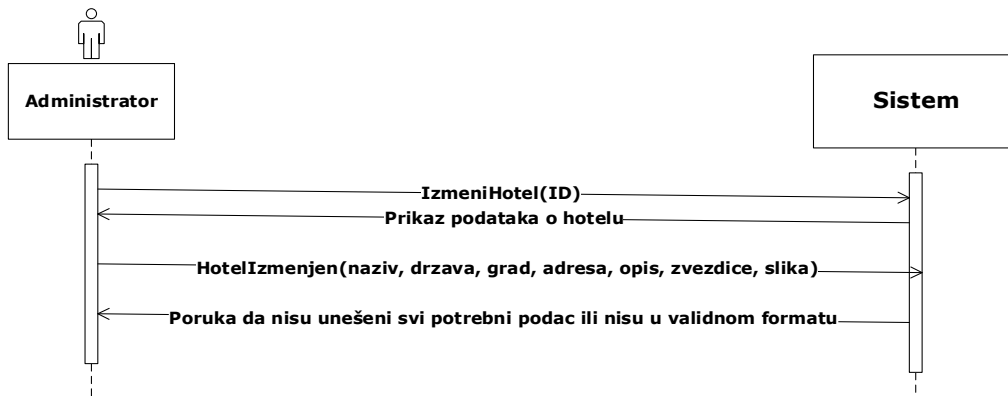 Administrator
Sistem
IzmeniHotel(ID)
Prikaz podataka o hotelu
HotelIzmenjen(naziv, drzava, grad, adresa, opis, zvezdice, slika)
Poruka da nisu unešeni svi potrebni podac ili nisu u validnom formatu